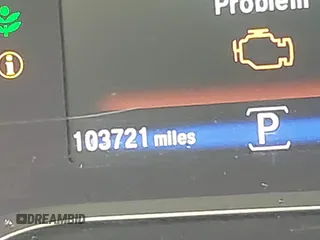 Problem
i
103721 miles
P
DREAMBID